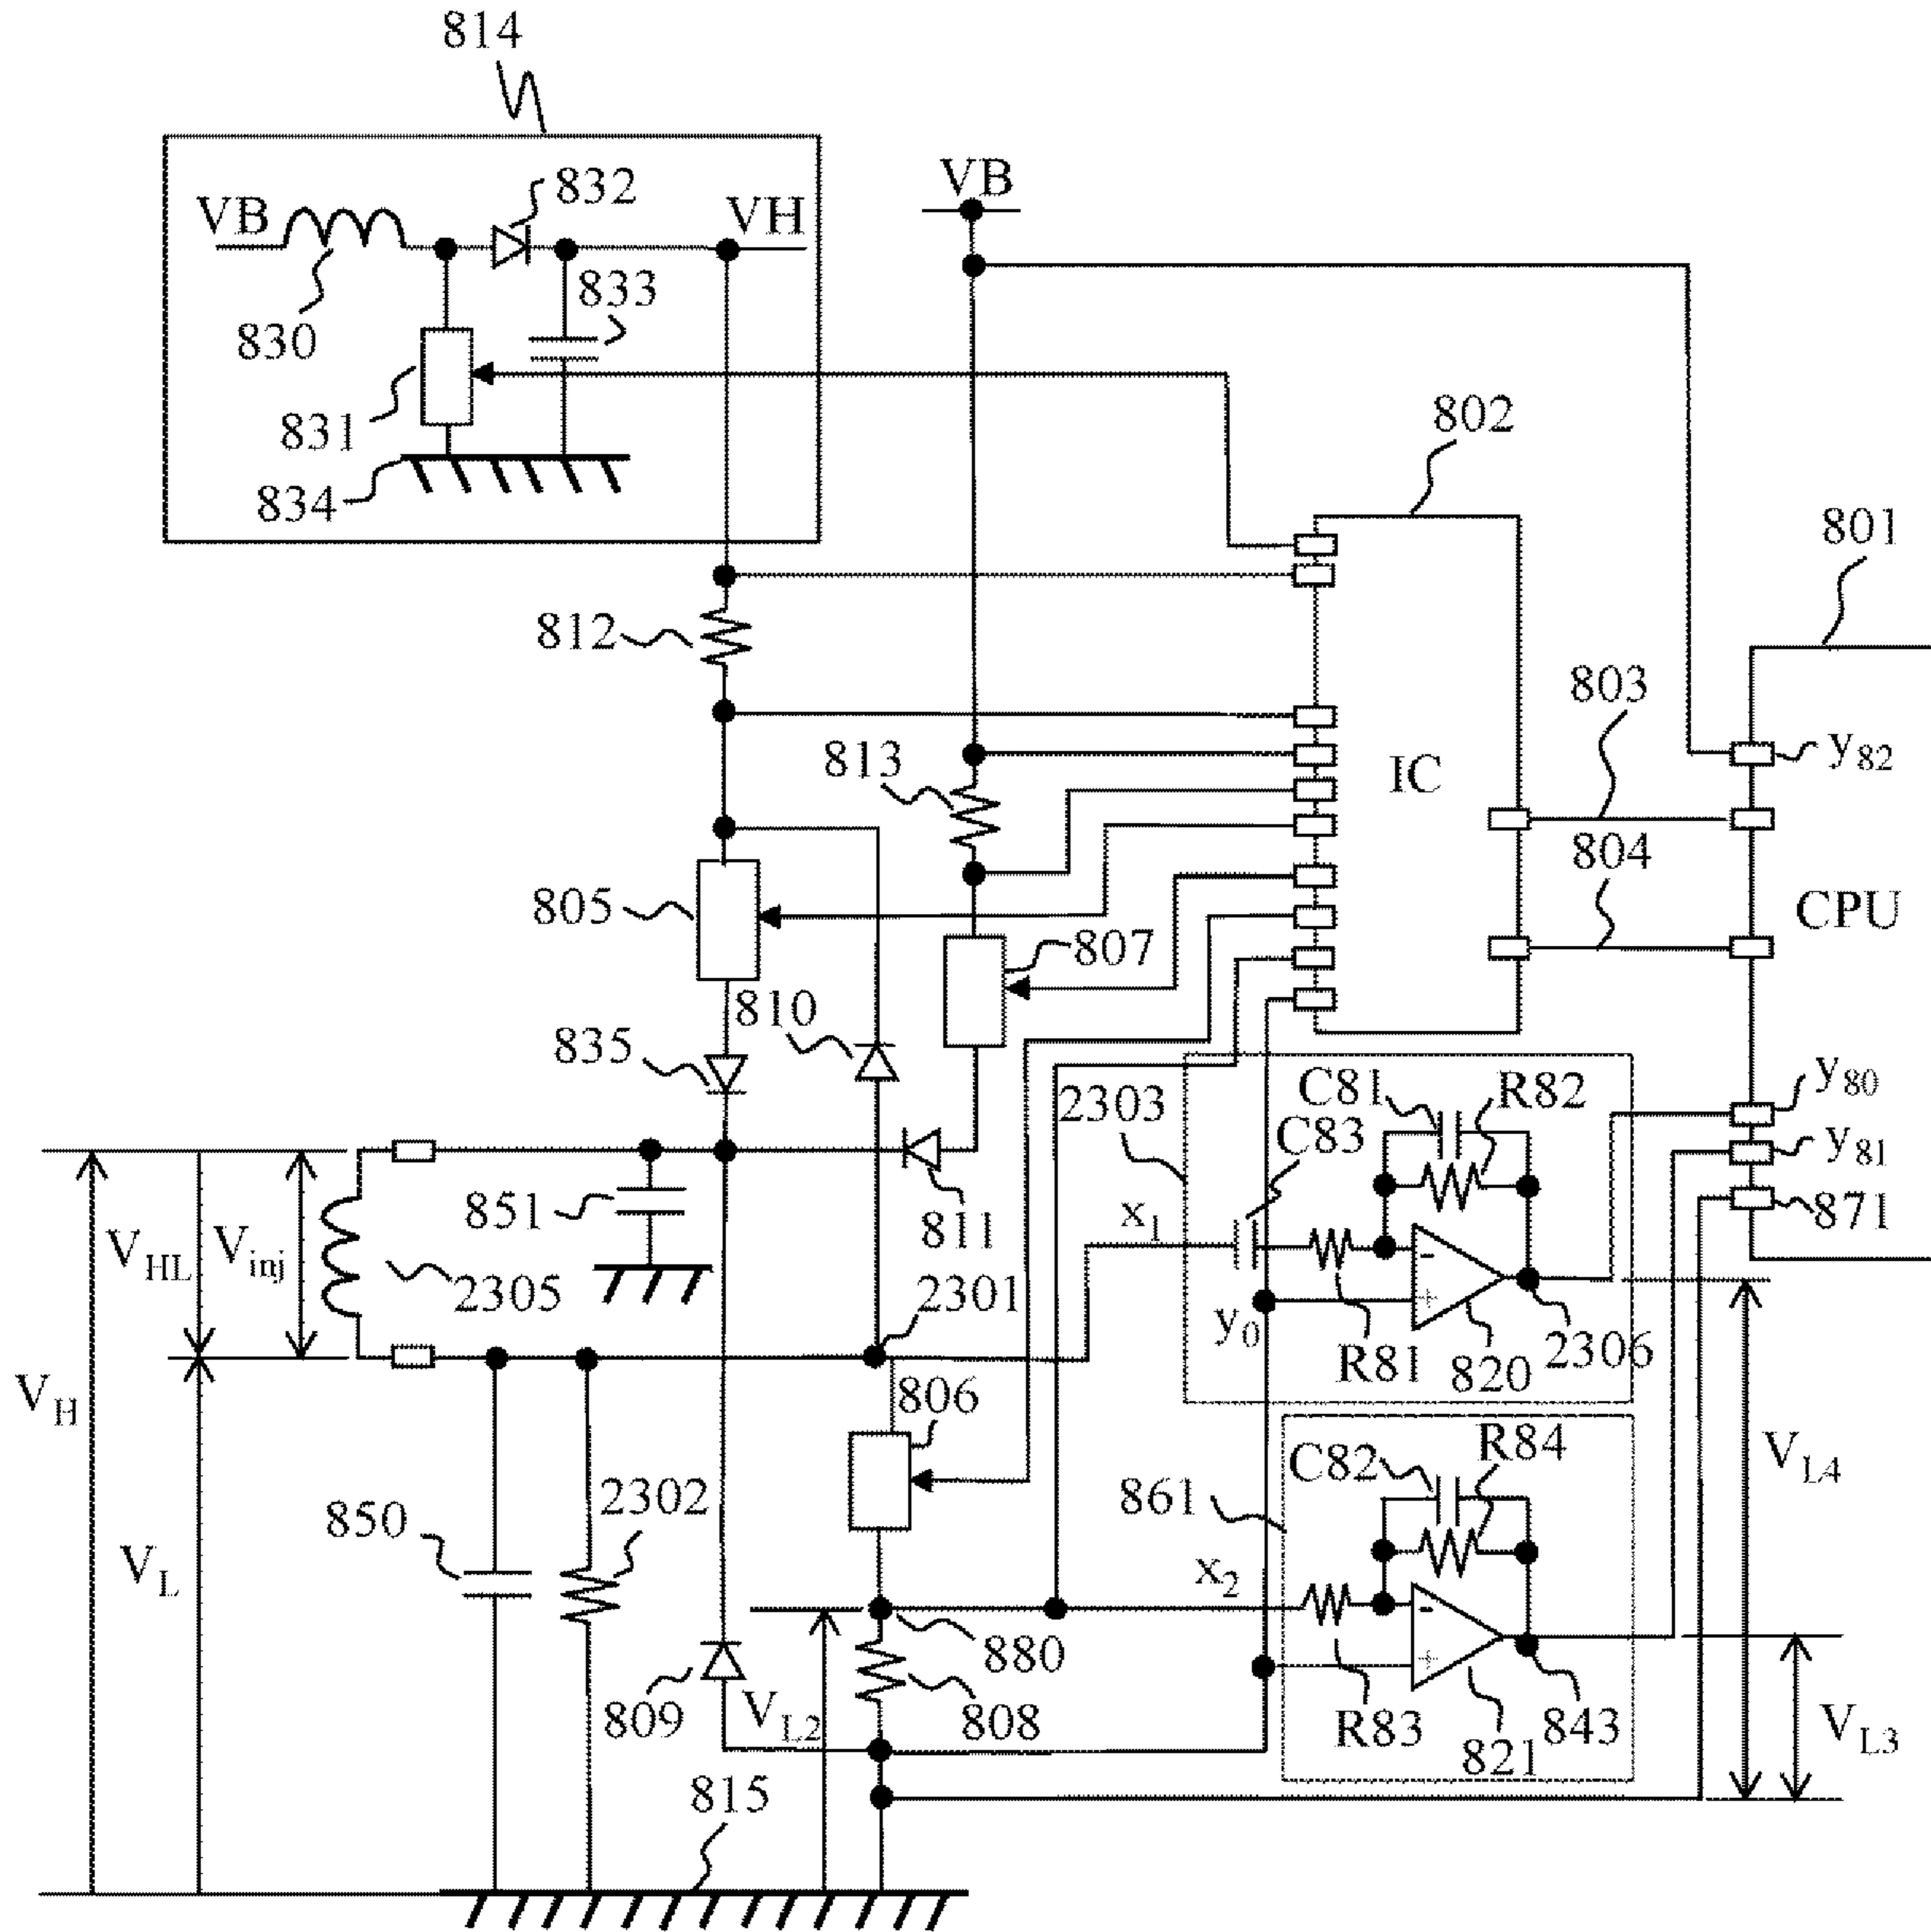 814
VB
832
VH
VB
833
830
831
834
802
801
812
803
y82
813
IC
804
805
CPU
807
810
835
y80
C81
R82
2303
C83
y81
871
851
x1
811
VHL
Vinj
2305
2301
y0
R81
820
2306
VH
806
R84
C82
VL4
861
2302
850
VL
x2
880
809
VL2
808
R83
843
821
VL3
815